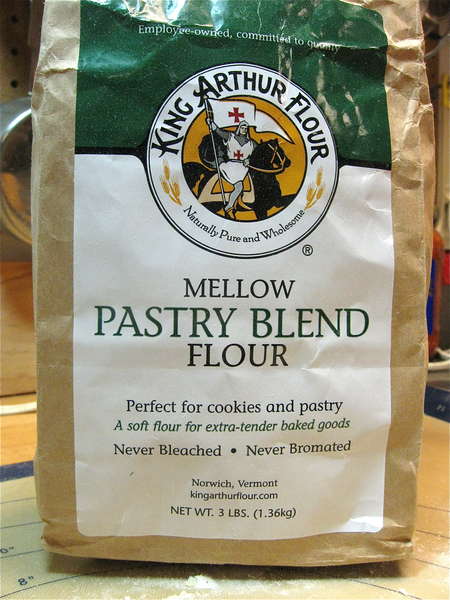 Employee-owned, committed to quality
KING ARTHUR FLOUR
Naturally Pure and Wholesome
®
MELLOW
PASTRY BLEND
FLOUR
Perfect for cookies and pastry
A soft flour for extra-tender baked goods
Never Bleached • Never Bromated
Norwich, Vermont
kingarthurflour.com
NET WT. 3 LBS. (1.36kg)
8"